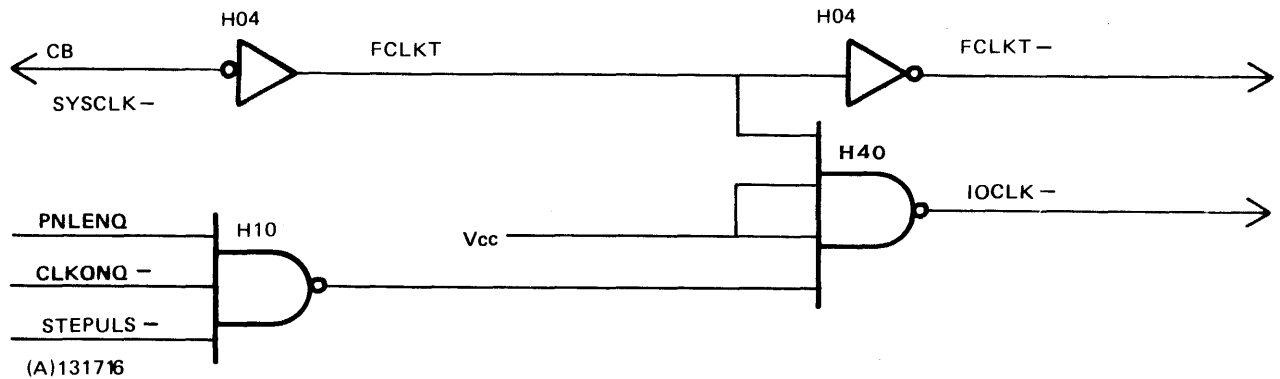 H04
H04
CB
FCLKT
FCLKT–
SYSCLK–
H40
IOCLK–
PNLENQ
H10
Vcc
CLKONQ –
STEPULS –
(A)131716